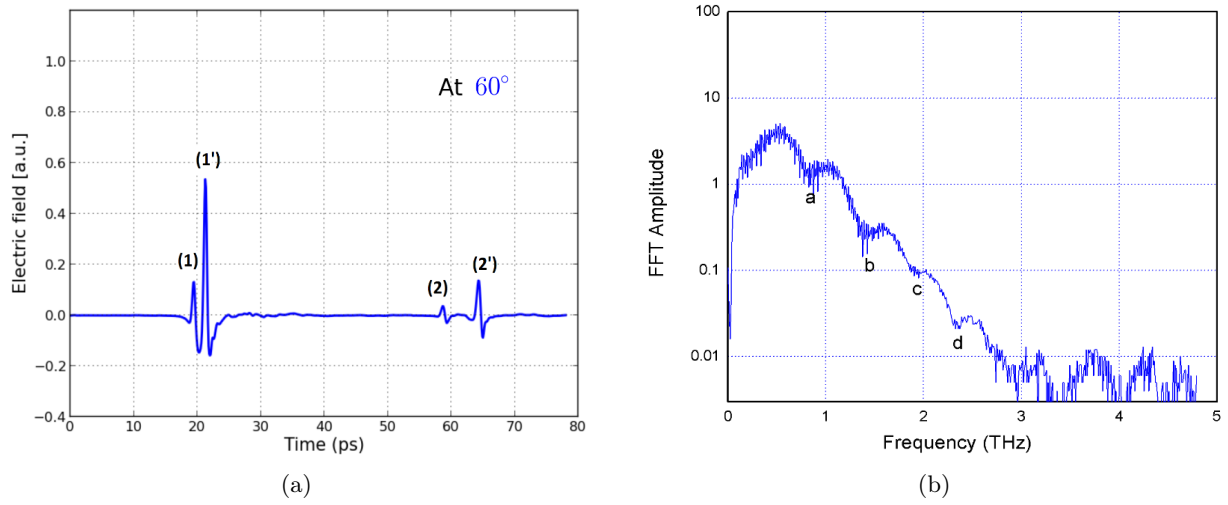 1.0
0.8
0.6
0.4
0.2
0.0
−0.2
−0.4
0 10 20 30 40 50 60 70 80
Electric field [a.u.]
Time (ps)
At 60°
(1)
(1')
(2)
(2')
(a)
100
10
1
0.1
0.01
0 1 2 3 4 5
FFT Amplitude
Frequency (THz)
a
b
c
d
(b)